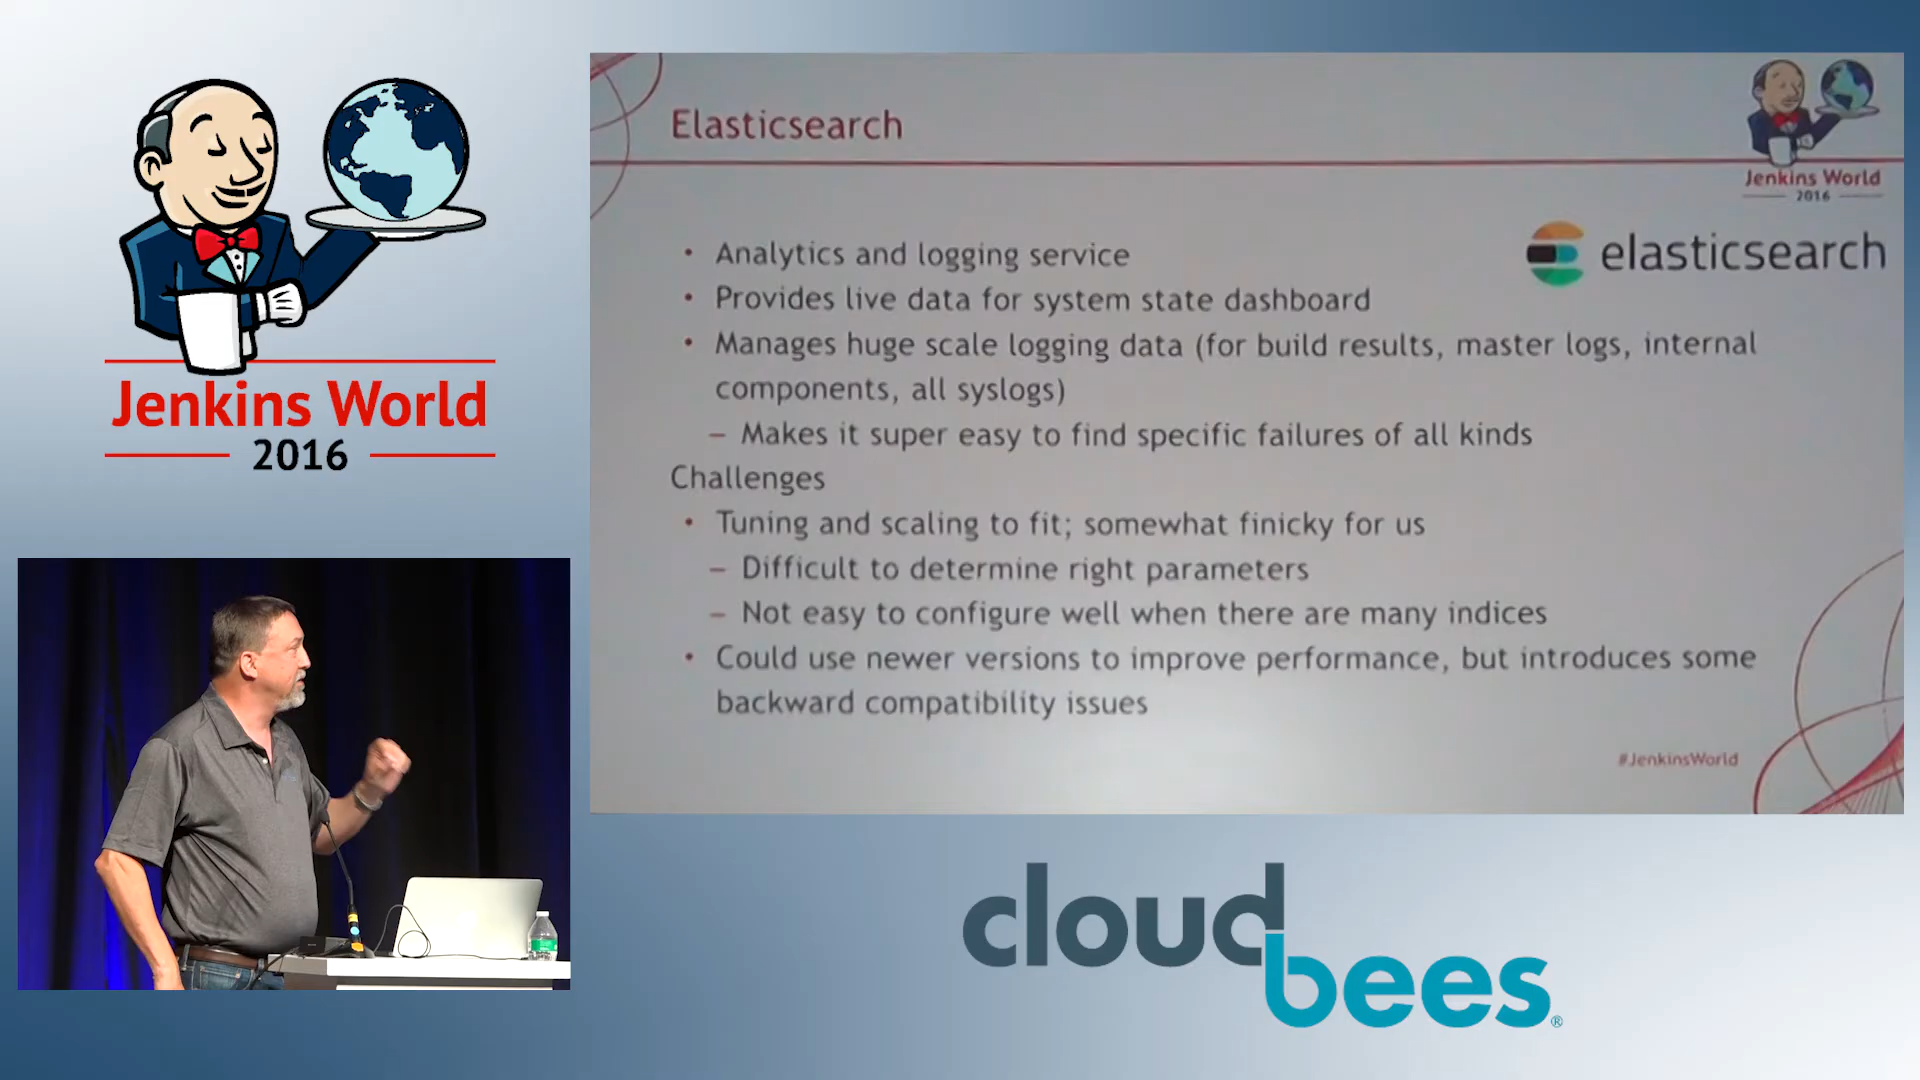 Jenkins World
2016
Elasticsearch
Jenkins World
2016
elasticsearch
• Analytics and logging service
• Provides live data for system state dashboard
• Manages huge scale logging data (for build results, master logs, internal
components, all syslogs)
– Makes it super easy to find specific failures of all kinds
Challenges
• Tuning and scaling to fit; somewhat finicky for us
– Difficult to determine right parameters
– Not easy to configure well when there are many indices
• Could use newer versions to improve performance, but introduces some
backward compatibility issues
#JenkinsWorld
cloud
bees®